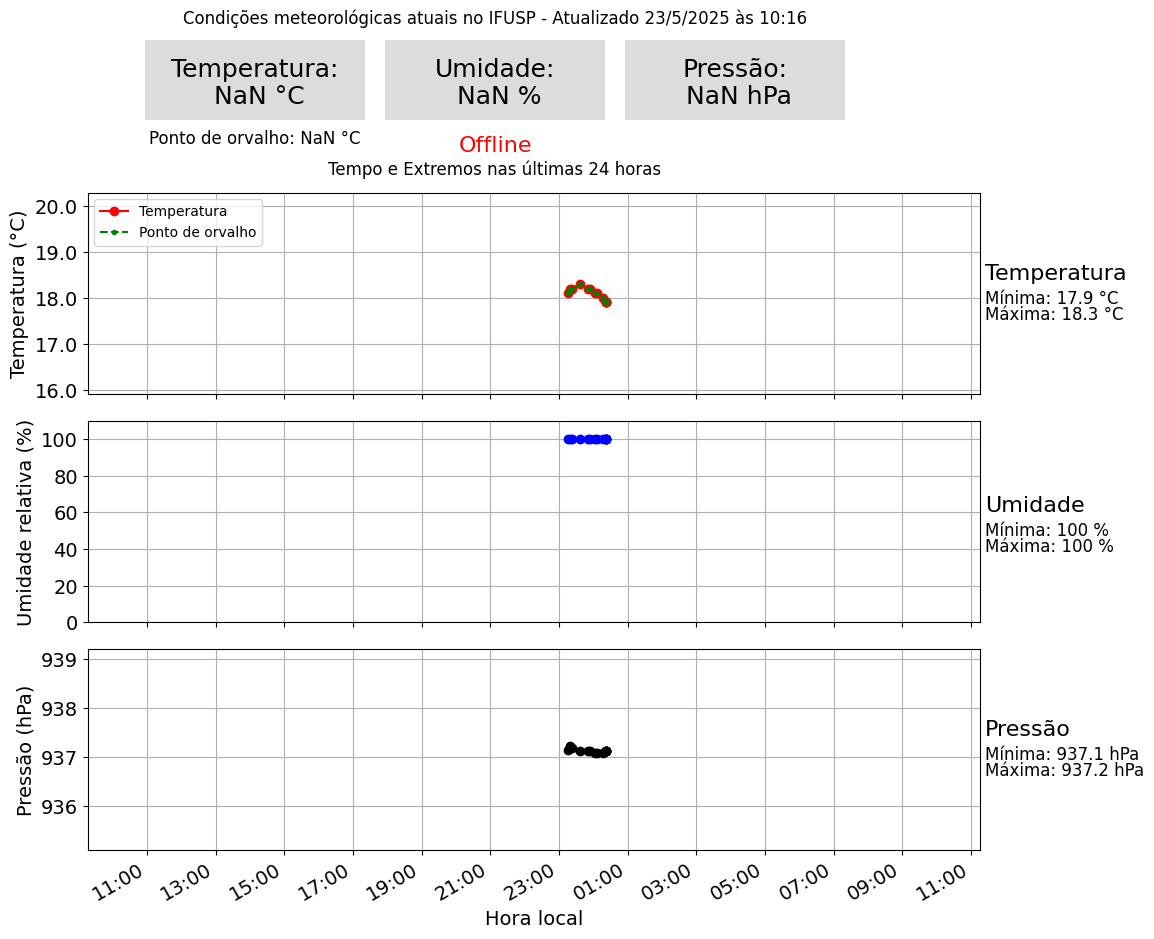 Condições meteorológicas atuais no IFUSP - Atualizado 23/5/2025 às 10:16
Temperatura:
NaN °C
Umidade:
NaN %
Pressão:
NaN hPa
Ponto de orvalho: NaN °C
Offline
Tempo e Extremos nas últimas 24 horas
Temperatura (°C)
20.0
19.0
18.0
17.0
16.0
Temperatura
Ponto de orvalho
Temperatura
Mínima: 17.9 °C
Máxima: 18.3 °C
Umidade relativa (%)
100
80
60
40
20
0
Umidade
Mínima: 100 %
Máxima: 100 %
Pressão (hPa)
939
938
937
936
Pressão
Mínima: 937.1 hPa
Máxima: 937.2 hPa
11:00 13:00 15:00 17:00 19:00 21:00 23:00 01:00 03:00 05:00 07:00 09:00 11:00
Hora local